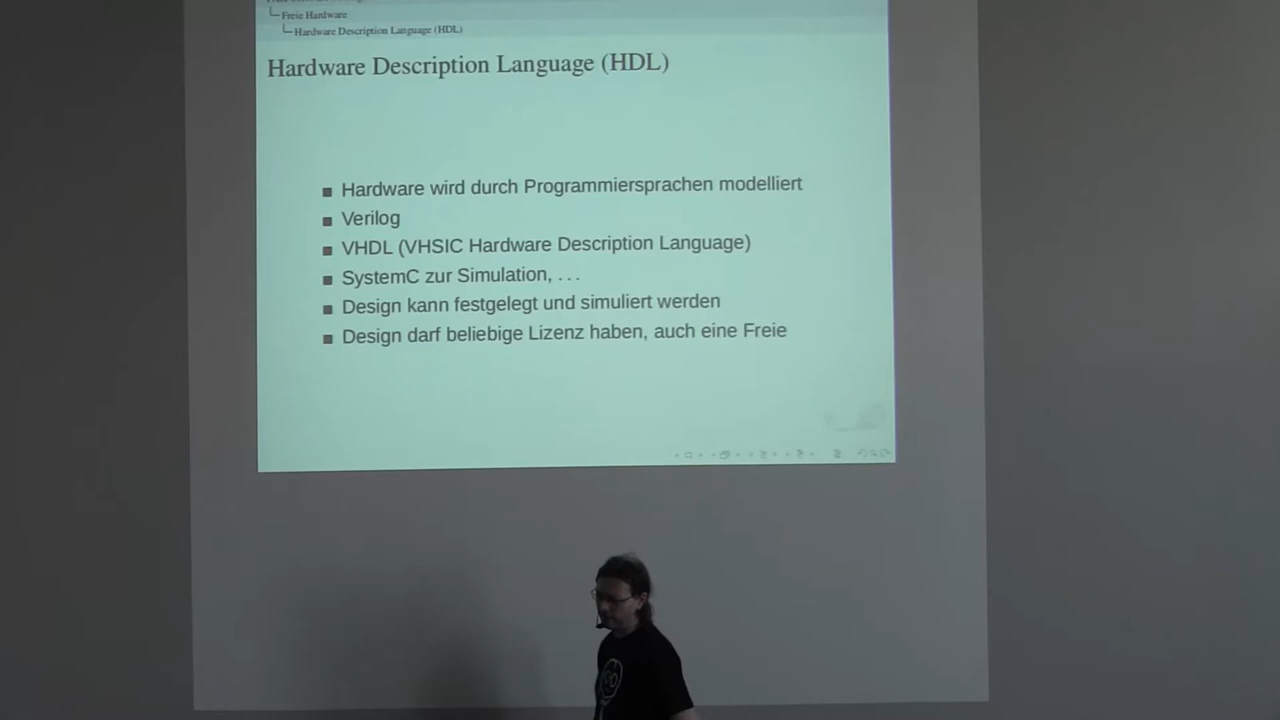 Freie Hardware
Hardware Description Language (HDL)
Hardware Description Language (HDL)
Hardware wird durch Programmiersprachen modelliert
Verilog
VHDL (VHSIC Hardware Description Language)
SystemC zur Simulation, . . .
Design kann festgelegt und simuliert werden
Design darf beliebige Lizenz haben, auch eine Freie